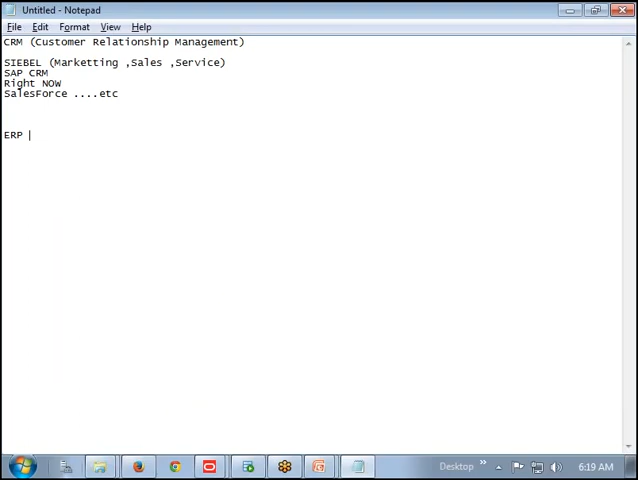 Untitled - Notepad
File Edit Format View Help
CRM (Customer Relationship Management)
SIEBEL (Marketting ,Sales ,Service)
SAP CRM
Right NOW
SalesForce ....etc
ERP
Desktop
6:19 AM